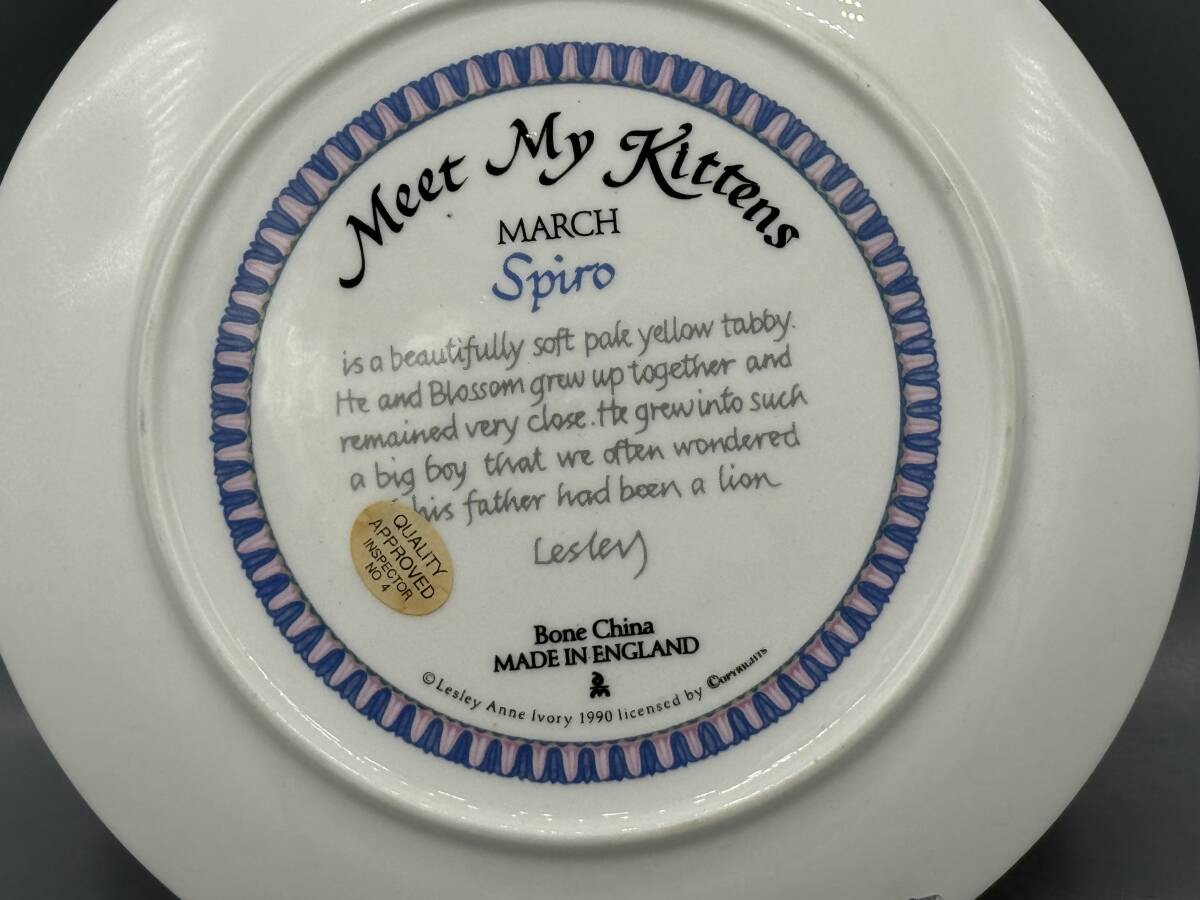 Meet My Kittens
MARCH
Spiro
is a beautifully soft pale yellow tabby.
He and Blossom grew up together and
remained very close. He grew into such
a big boy that we often wondered
his father had been a lion
Lesley
QUALITY
APPROVED
INSPECTOR
NO 4
Bone China
MADE IN ENGLAND
© Lesley Anne Ivory 1990 licensed by Copyrights